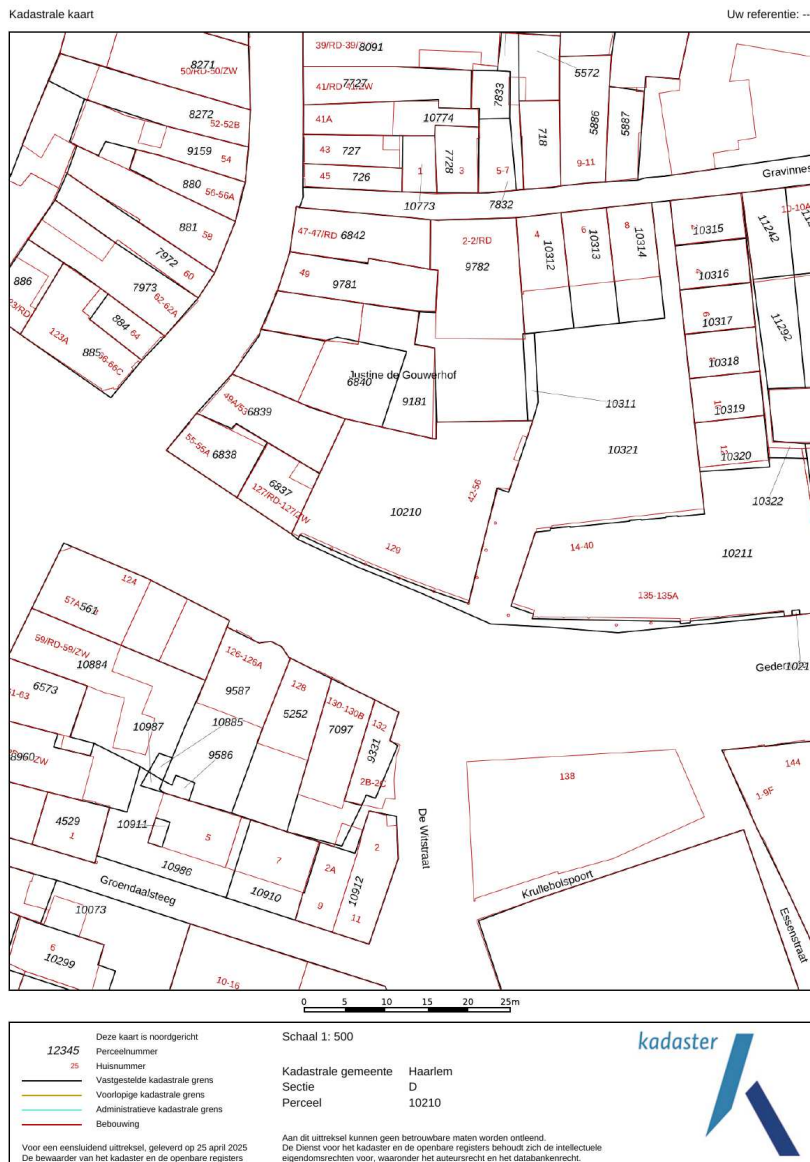 Kadastrale kaart
Uw referentie: --
39/RD-39/ 8091
8271
50/RD-50/ZW
41/RD 7727
5572
7833
8272
52-52B
41A
10774
718
5886
5887
9159
54
43 727
7728
880
56-56A
45 726
1
3
5-7
9-11
Gravinnes
10773
7832
881
58
47-47/RD 6842
2-2/RD
9782
4
10312
6
10313
8
10314
10315
11242
10-10A
7972
60
49
9781
10316
886
7973
62-62A
884
64
123A
885
66-66C
6
10317
11292
10318
Justine de Gouwerhof
6840
9181
10311
10319
49A/53
6839
10321
10320
55-55A 6838
6837
127/RD-127/ZW
42-56
10322
10210
129
14-40
10211
135-135A
124
57A
561
59/RD-59/ZW
10884
126-126A
9587
128
5252
130-130B
7097
132
9331
6573
1-63
10987
10885
9586
8960
ZW
2B-2C
138
144
1-9F
4529
1
10911
5
7
2A
2
De Witstraat
10986
10910
9
10912
11
Groendaalsteeg
Krullebolspoort
Essenstraat
10073
6
10299
10-16
0 5 10 15 20 25m
Deze kaart is noordgericht
12345 Perceelnummer
25 Huisnummer
Vastgestelde kadastrale grens
Voorlopige kadastrale grens
Administratieve kadastrale grens
Bebouwing
Voor een eensluidend uittreksel, geleverd op 25 april 2025
De bewaarder van het kadaster en de openbare registers
Schaal 1: 500
Kadastrale gemeente Haarlem
Sectie D
Perceel 10210
Aan dit uittreksel kunnen geen betrouwbare maten worden ontleend.
De Dienst voor het kadaster en de openbare registers behoudt zich de intellectuele
eigendomsrechten voor, waaronder het auteursrecht en het databankenrecht.
kadaster